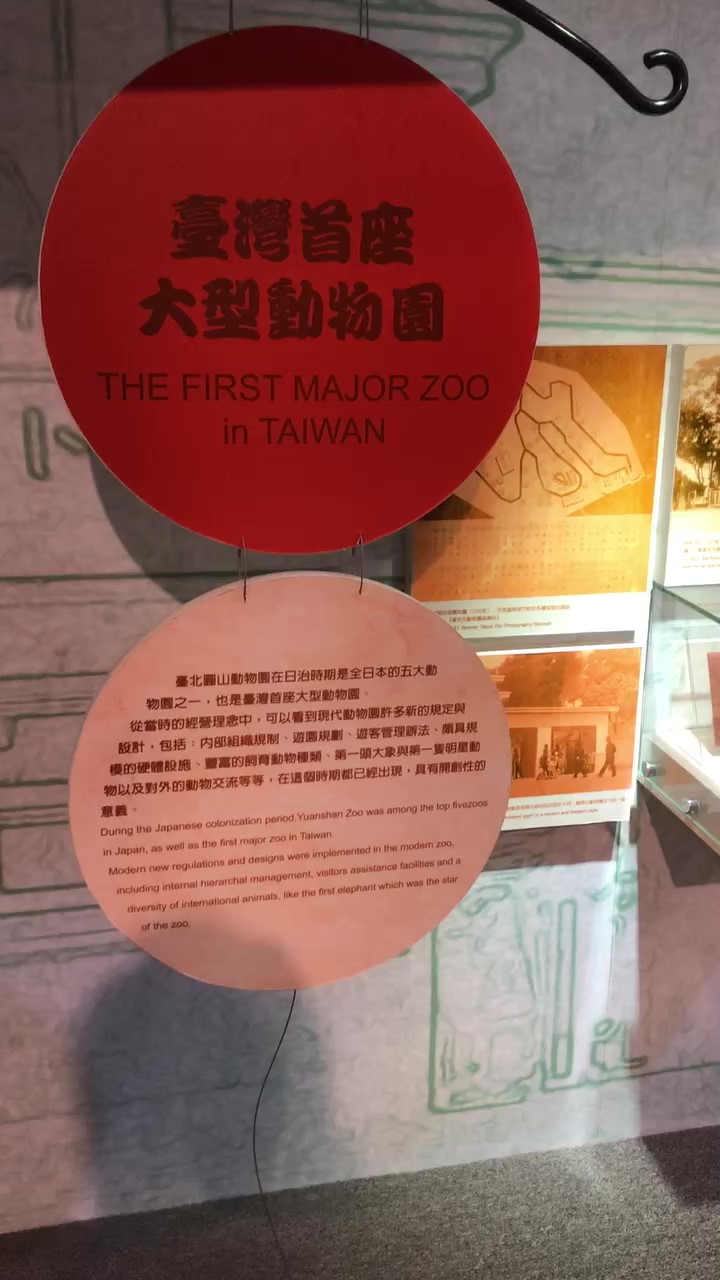 臺灣首座
大型動物園
THE FIRST MAJOR ZOO
in TAIWAN
臺北圓山動物園在日治時期是全日本的五大動
物園之一，也是臺灣首座大型動物園。
從當時的經營理念中，可以看到現代動物園許多新的規定與
設計，包括：內部組織規制、遊園規劃、遊客管理辦法、頗具規
模的硬體設施、豐富的飼育動物種類、第一頭大象與第一隻明星動
物以及對外的動物交流等等，在這個時期都已經出現，具有開創性的
意義。
During the Japanese colonization period,Yuanshan Zoo was among the top fivezoos
in Japan, as well as the first major zoo in Taiwan.
Modern new regulations and designs were implemented in the modern zoo,
including internal hierarchal management, visitors assistance facilities and a
diversity of international animals, like the first elephant which was the star
of the zoo.